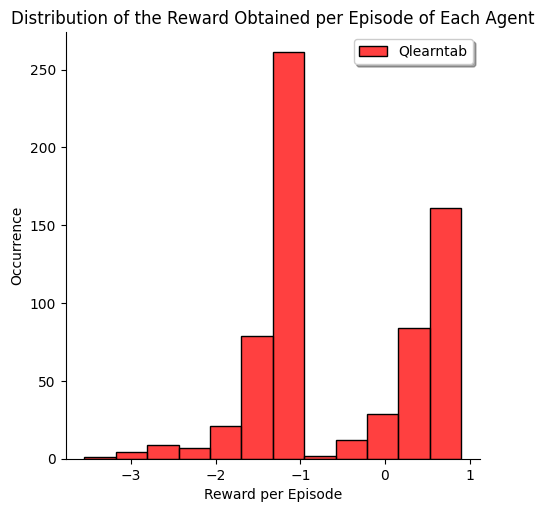 Distribution of the Reward Obtained per Episode of Each Agent
Qlearntab
250
200
150
100
50
0
Occurrence
−3
−2
−1
0
1
Reward per Episode